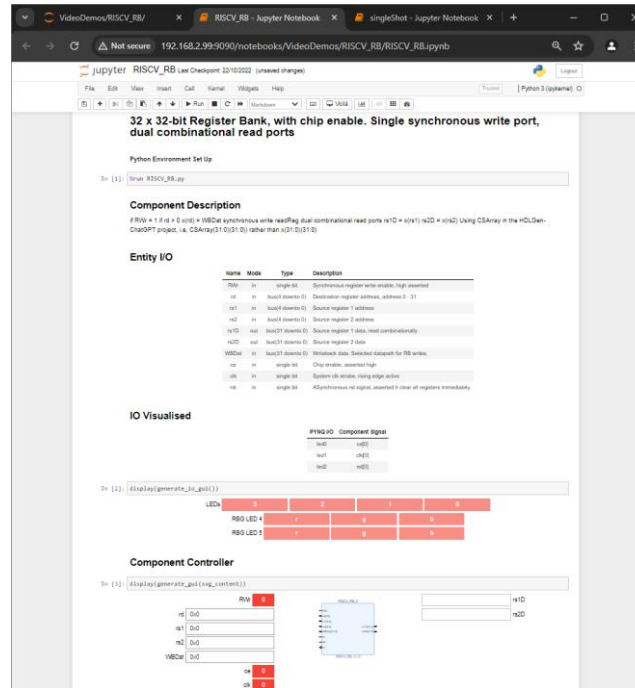 VideoDemos/RISCV_RB/
RISCV_RB - Jupyter Notebook
singleShot - Jupyter Notebook
Not secure 192.168.2.99:9090/notebooks/VideoDemos/RISCV_RB/RISCV_RB.ipynb
jupyter RISCV_RB Last Checkpoint: 22/10/2022 (unsaved changes)
Logout
File Edit View Insert Cell Kernel Widgets Help
Trusted Python 3 (ipykernel)
Run Markdown Voilà
32 x 32-bit Register Bank, with chip enable. Single synchronous write port,
dual combinational read ports
Python Environment Set Up
In [1]: %run RISCV_RB.py
Component Description
if RWr = 1 if rd > 0 x(rd) = WBDat synchronous write readReg dual combinational read ports rs1D = x(rs1) rs2D = x(rs2) Using CSArray in the HDLGen-
ChatGPT project, i.e, CSArray(31:0)(31:0)) rather than x(31:0)(31:0)
Entity I/O
Name Mode Type Description
RWr in single bit Synchronous register write enable, high asserted
rd in bus(4 downto 0) Destination register address, address 0 - 31
rs1 in bus(4 downto 0) Source register 1 address
rs2 in bus(4 downto 0) Source register 2 address
rs1D out bus(31 downto 0) Source register 1 data, read combinationally
rs2D out bus(31 downto 0) Source register 2 data
WBDat in bus(31 downto 0) Writeback data. Selected datapath for RB writes.
ce in single bit Chip enable, asserted high
clk in single bit System clk strobe, rising edge active
rst in single bit ASynchronous rst signal, asserted h clear all registers immediately.
IO Visualised
PYNQ I/O Component Signal
led0 ce[0]
led1 clk[0]
led2 rst[0]
In [2]: display(generate_io_gui())
LEDs 3 2 1 0
RBG LED 4 r g b
RBG LED 5 r g b
Component Controller
In [3]: display(generate_gui(svg_content))
RWr 0
rs1D
rd 0x0
rs2D
rs1 0x0
rs2 0x0
WBDat 0x0
ce 0
clk 0